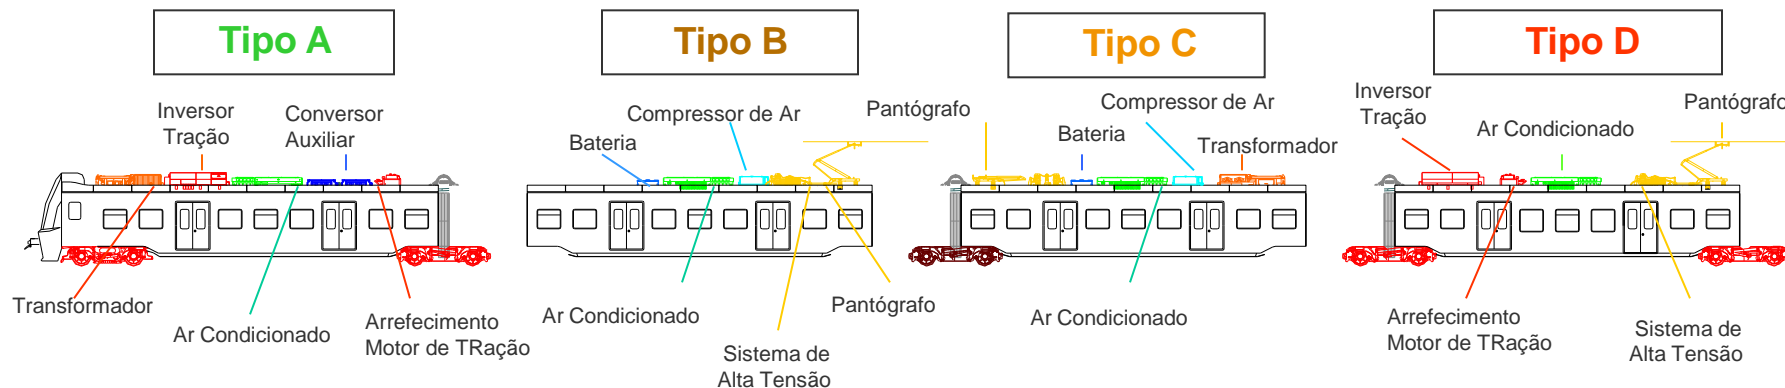 Tipo A
Inversor
Tração
Conversor
Auxiliar
Transformador
Ar Condicionado
Arrefecimento
Motor de TRação
Tipo B
Compressor de Ar
Bateria
Ar Condicionado
Sistema de
Alta Tensão
Pantógrafo
Tipo C
Pantógrafo
Compressor de Ar
Bateria
Transformador
Ar Condicionado
Tipo D
Inversor
Tração
Ar Condicionado
Pantógrafo
Arrefecimento
Motor de TRação
Sistema de
Alta Tensão